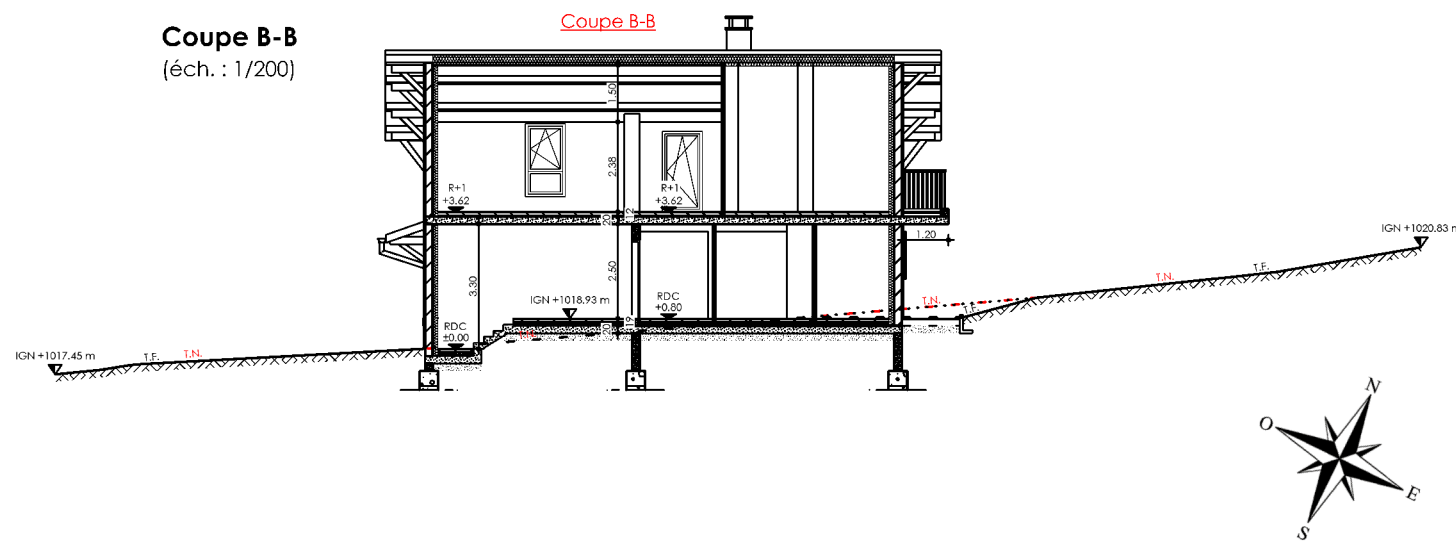 Coupe B-B
(éch. : 1/200)
Coupe B-B
1.50
2.38
R+1
+3.62
R+1
+3.62
20
12
1.20
IGN +1020.83 m
T.N.
T.F.
3.30
2.50
IGN +1018.93 m
RDC
+0.80
T.N.
T.F.
RDC
±0.00
20
19
T.N.
IGN +1017.45 m
T.F.
T.N.
N
O
E
S